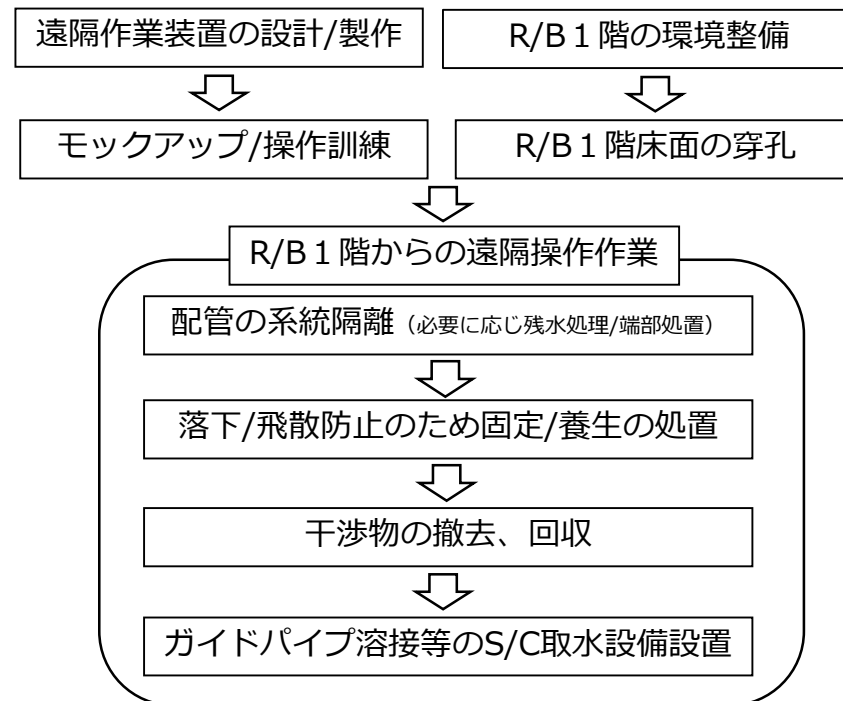 遠隔作業装置の設計/製作
R/B１階の環境整備
モックアップ/操作訓練
R/B１階床面の穿孔
R/B１階からの遠隔操作作業
配管の系統隔離（必要に応じ残水処理/端部処置）
落下/飛散防止のため固定/養生の処置
干渉物の撤去、回収
ガイドパイプ溶接等のS/C取水設備設置